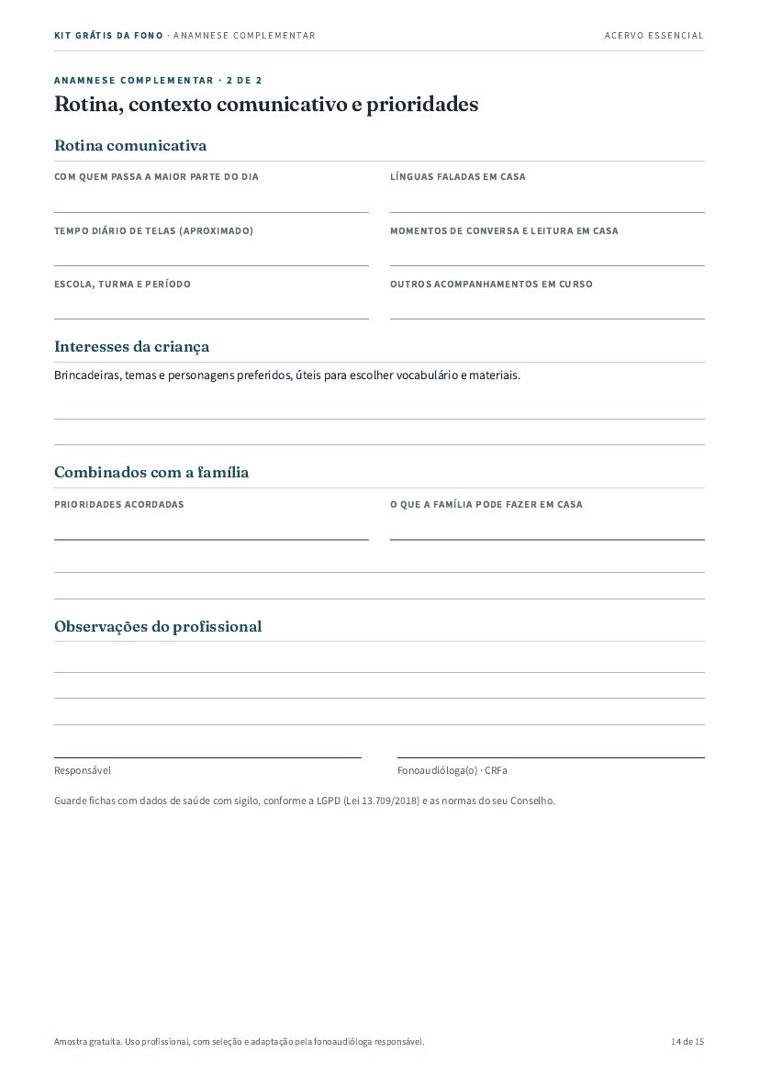 KIT GRÁTIS DA FONO · ANAMNESE COMPLEMENTAR ACERVO ESSENCIAL
ANAMNESE COMPLEMENTAR · 2 DE 2
Rotina, contexto comunicativo e prioridades
Rotina comunicativa
COM QUEM PASSA A MAIOR PARTE DO DIA LÍNGUAS FALADAS EM CASA
TEMPO DIÁRIO DE TELAS (APROXIMADO) MOMENTOS DE CONVERSA E LEITURA EM CASA
ESCOLA, TURMA E PERÍODO OUTROS ACOMPANHAMENTOS EM CURSO
Interesses da criança
Brincadeiras, temas e personagens preferidos, úteis para escolher vocabulário e materiais.
Combinados com a família
PRIORIDADES ACORDADAS O QUE A FAMÍLIA PODE FAZER EM CASA
Observações do profissional
Responsável Fonoaudióloga(o) · CRFa
Guarde fichas com dados de saúde com sigilo, conforme a LGPD (Lei 13.709/2018) e as normas do seu Conselho.
Amostra gratuita. Uso profissional, com seleção e adaptação pela fonoaudióloga responsável. 14 de 15